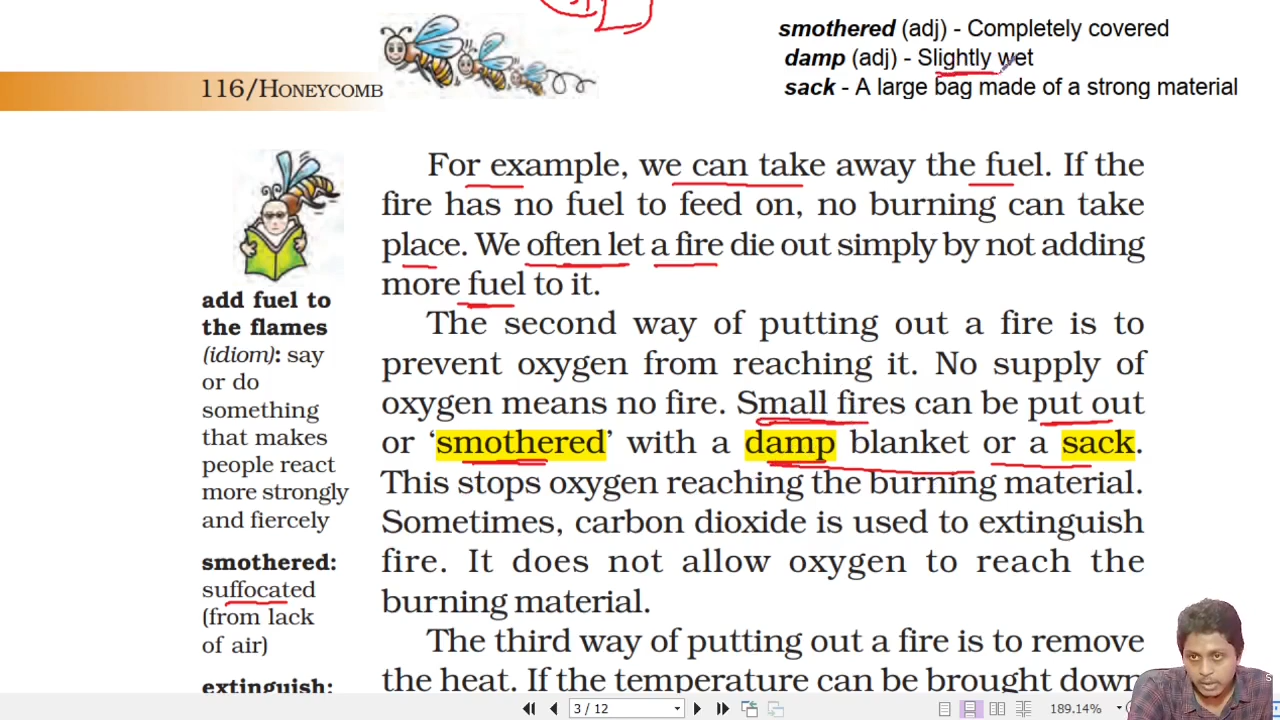 smothered (adj) - Completely covered
damp (adj) - Slightly wet
sack - A large bag made of a strong material
116/HONEYCOMB
For example, we can take away the fuel. If the
fire has no fuel to feed on, no burning can take
place. We often let a fire die out simply by not adding
more fuel to it.
The second way of putting out a fire is to
prevent oxygen from reaching it. No supply of
oxygen means no fire. Small fires can be put out
or ‘smothered’ with a damp blanket or a sack.
This stops oxygen reaching the burning material.
Sometimes, carbon dioxide is used to extinguish
fire. It does not allow oxygen to reach the
burning material.
The third way of putting out a fire is to remove
the heat. If the temperature can be brought down
add fuel to
the flames
(idiom): say
or do
something
that makes
people react
more strongly
and fiercely
smothered:
suffocated
(from lack
of air)
extinguish:
3 / 12
189.14%